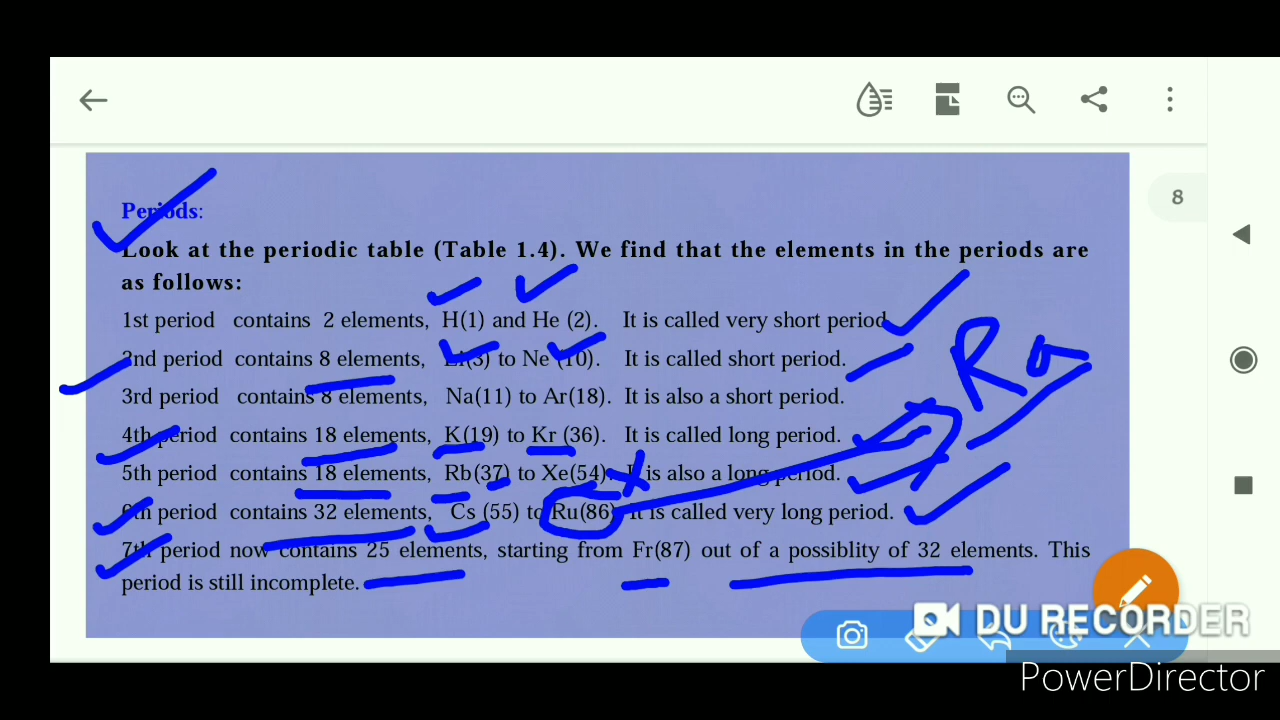 8
Periods:
Look at the periodic table (Table 1.4). We find that the elements in the periods are
as follows:
1st period contains 2 elements, H(1) and He (2). It is called very short period
2nd period contains 8 elements, Li(3) to Ne (10). It is called short period.
3rd period contains 8 elements, Na(11) to Ar(18). It is also a short period.
4th period contains 18 elements, K(19) to Kr (36). It is called long period.
5th period contains 18 elements, Rb(37) to Xe(54). It is also a long period.
6th period contains 32 elements, Cs (55) to Ru(86) It is called very long period.
7th period now contains 25 elements, starting from Fr(87) out of a possiblity of 32 elements. This
period is still incomplete.
DU RECORDER
PowerDirector